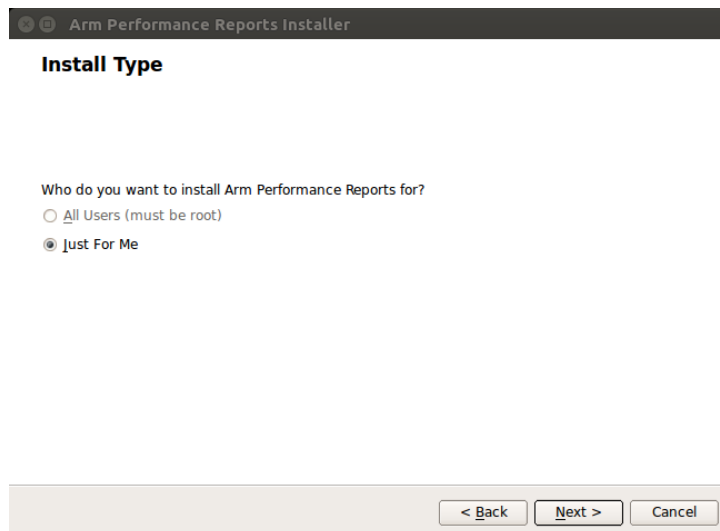 Arm Performance Reports Installer
Install Type
Who do you want to install Arm Performance Reports for?
All Users (must be root)
Just For Me
< Back Next > Cancel